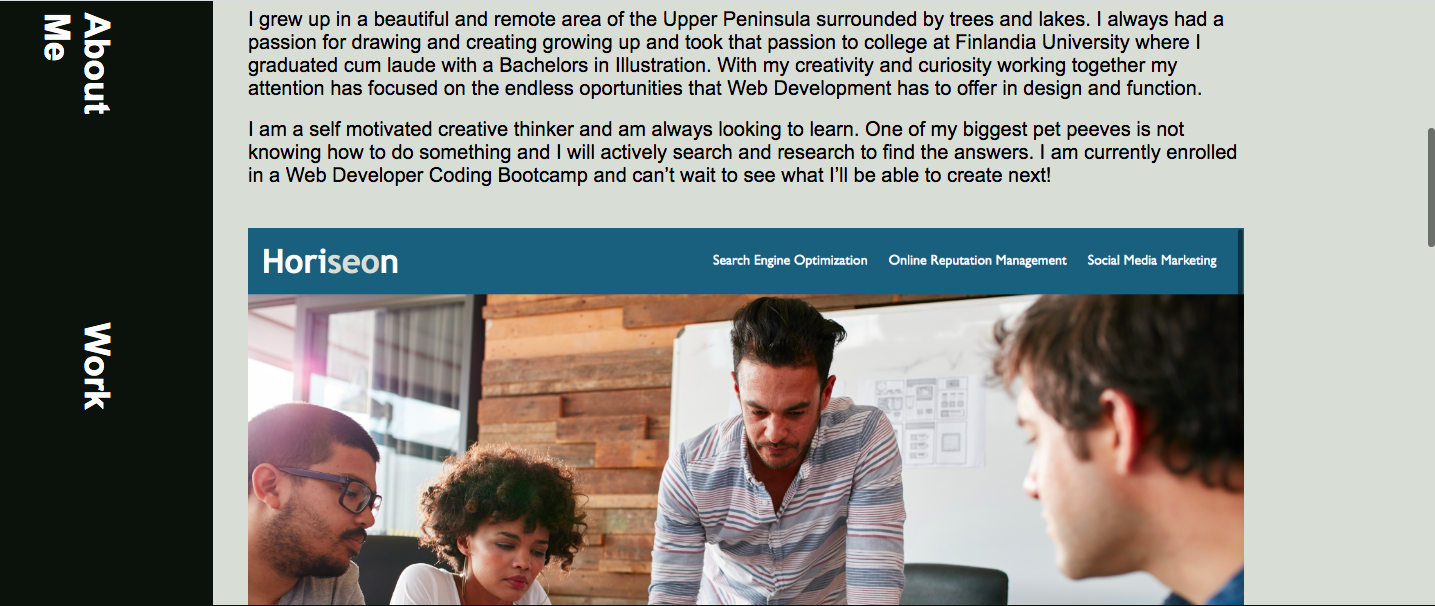 About
Me
I grew up in a beautiful and remote area of the Upper Peninsula surrounded by trees and lakes. I always had a
passion for drawing and creating growing up and took that passion to college at Finlandia University where I
graduated cum laude with a Bachelors in Illustration. With my creativity and curiosity working together my
attention has focused on the endless oportunities that Web Development has to offer in design and function.
I am a self motivated creative thinker and am always looking to learn. One of my biggest pet peeves is not
knowing how to do something and I will actively search and research to find the answers. I am currently enrolled
in a Web Developer Coding Bootcamp and can’t wait to see what I’ll be able to create next!
Work
Horiseon
Search Engine Optimization Online Reputation Management Social Media Marketing